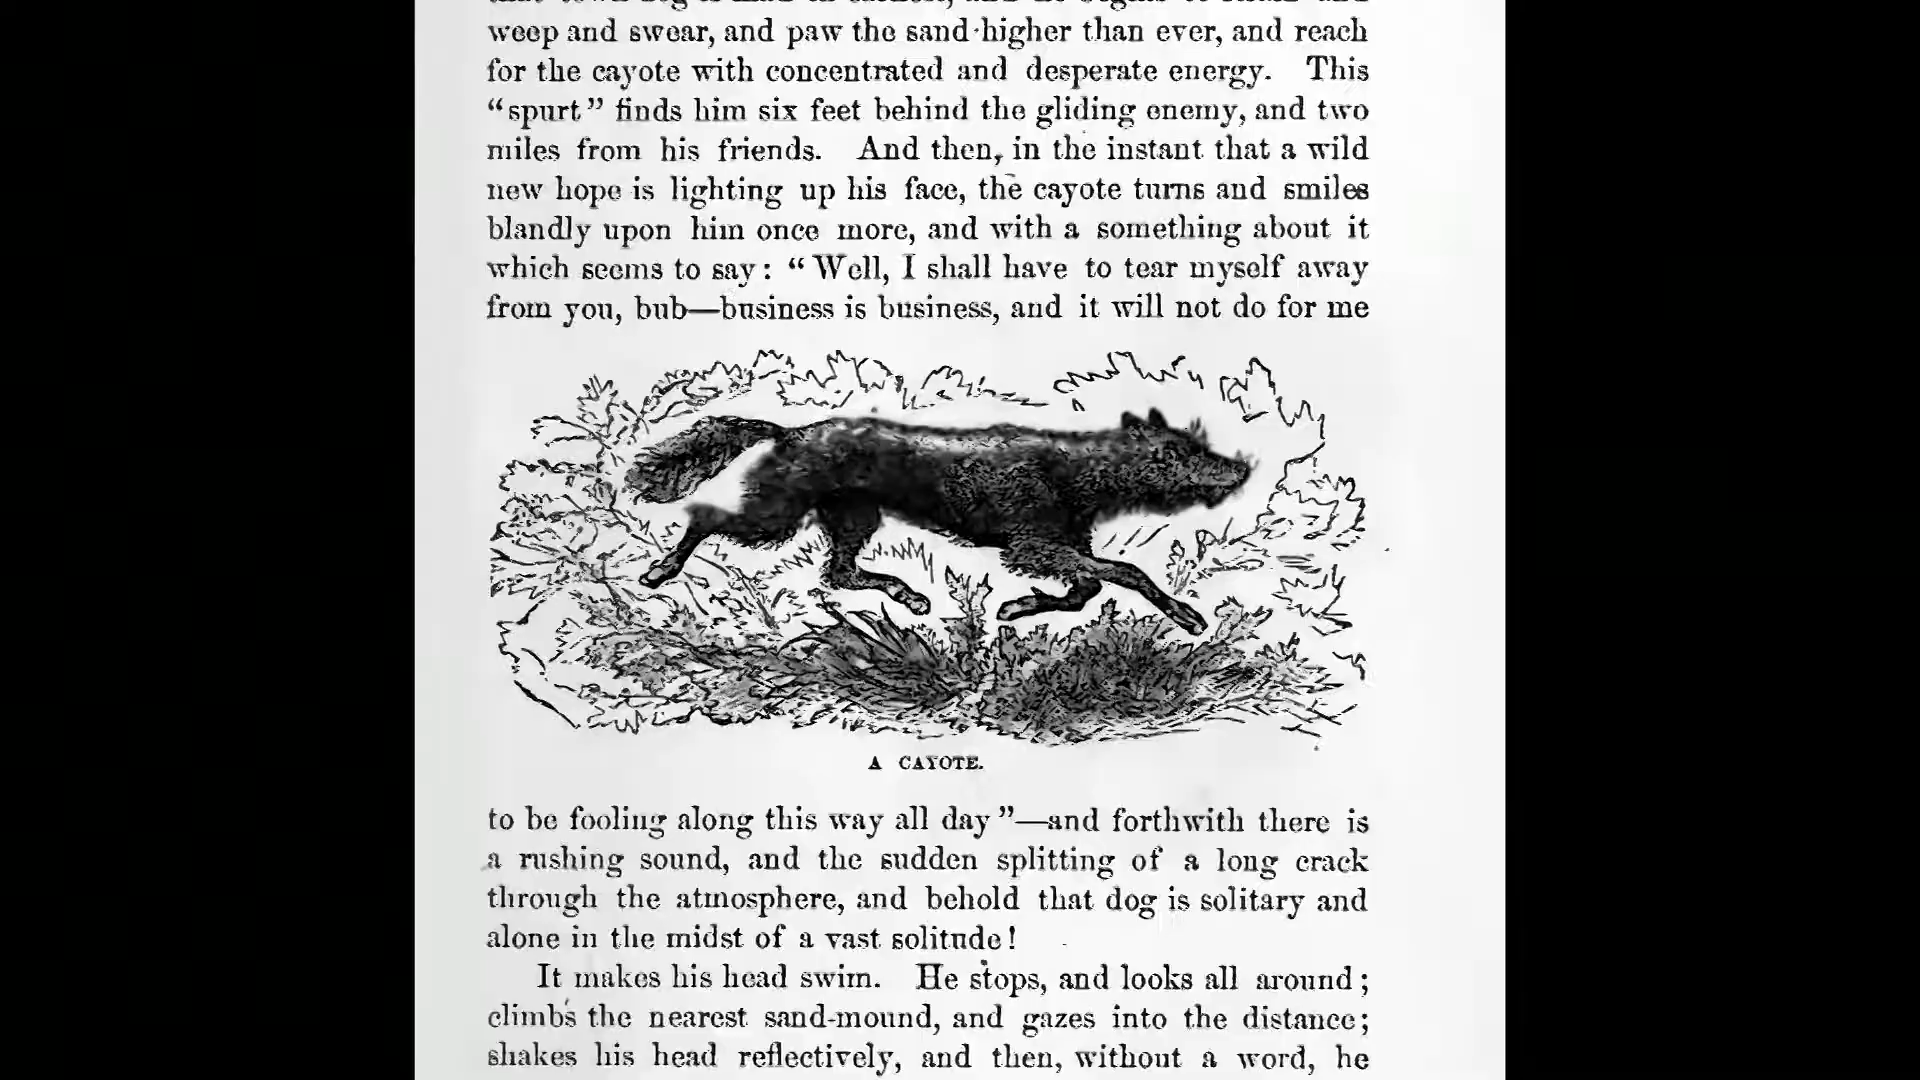 weep and swear, and paw the sand higher than ever, and reach
for the cayote with concentrated and desperate energy. This
“spurt” finds him six feet behind the gliding enemy, and two
miles from his friends. And then, in the instant that a wild
new hope is lighting up his face, the cayote turns and smiles
blandly upon him once more, and with a something about it
which seems to say: “Well, I shall have to tear myself away
from you, bub—business is business, and it will not do for me
A CAYOTE.
to be fooling along this way all day”—and forthwith there is
a rushing sound, and the sudden splitting of a long crack
through the atmosphere, and behold that dog is solitary and
alone in the midst of a vast solitude!
It makes his head swim. He stops, and looks all around;
climbs the nearest sand-mound, and gazes into the distance;
shakes his head reflectively, and then, without a word, he